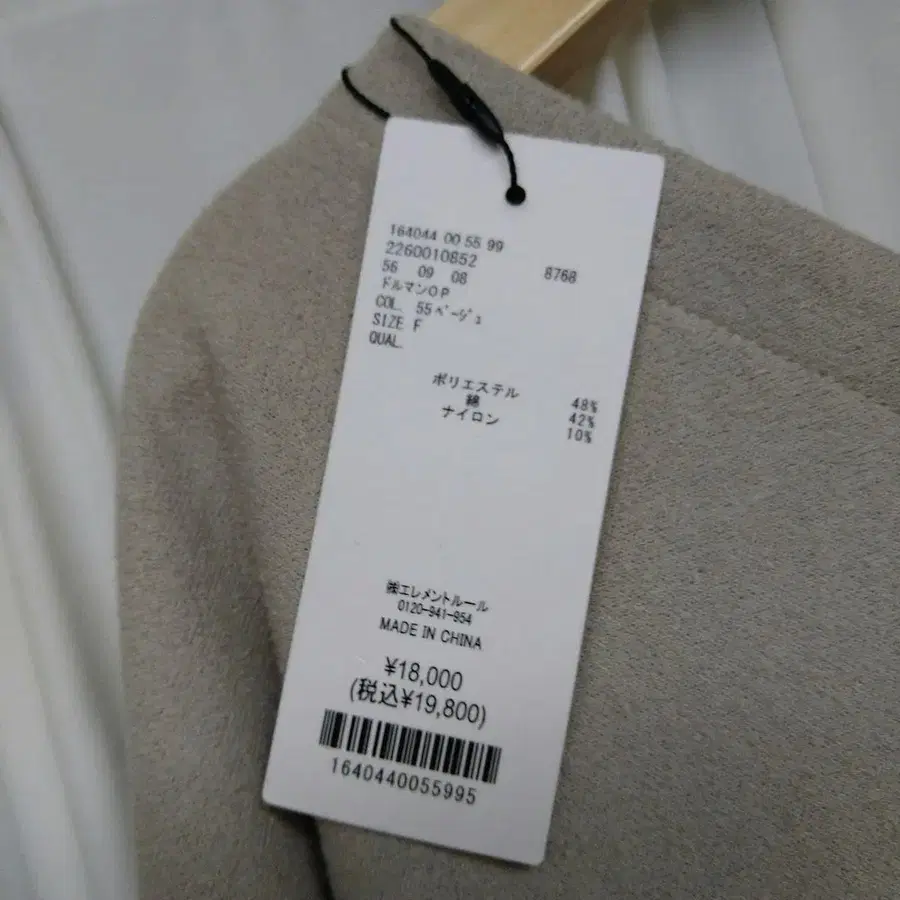 164044 00 55 99
2260010852
8768
56 09 08
ドルマンOP
COL. 55ﾍﾞｰｼﾞｭ
SIZE F
QUAL.
ポリエステル 48%
綿 42%
ナイロン 10%
㈱エレメントルール
0120-941-954
MADE IN CHINA
¥18,000
(税込¥19,800)
1640440055995